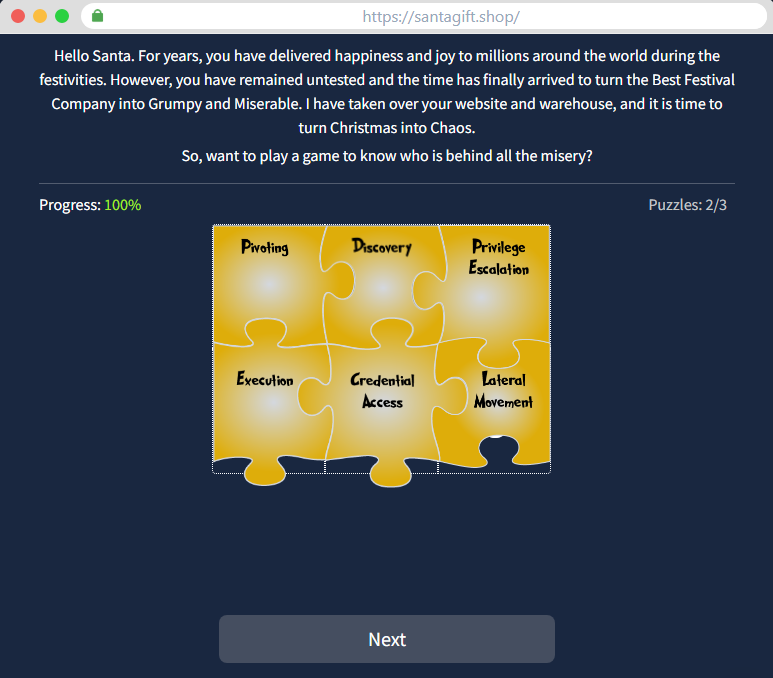 https://santagift.shop/
Hello Santa. For years, you have delivered happiness and joy to millions around the world during the
festivities. However, you have remained untested and the time has finally arrived to turn the Best Festival
Company into Grumpy and Miserable. I have taken over your website and warehouse, and it is time to
turn Christmas into Chaos.
So, want to play a game to know who is behind all the misery?
Progress: 100%
Puzzles: 2/3
Pivoting
Discovery
Privilege
Escalation
Execution
Credential
Access
Lateral
Movement
Next